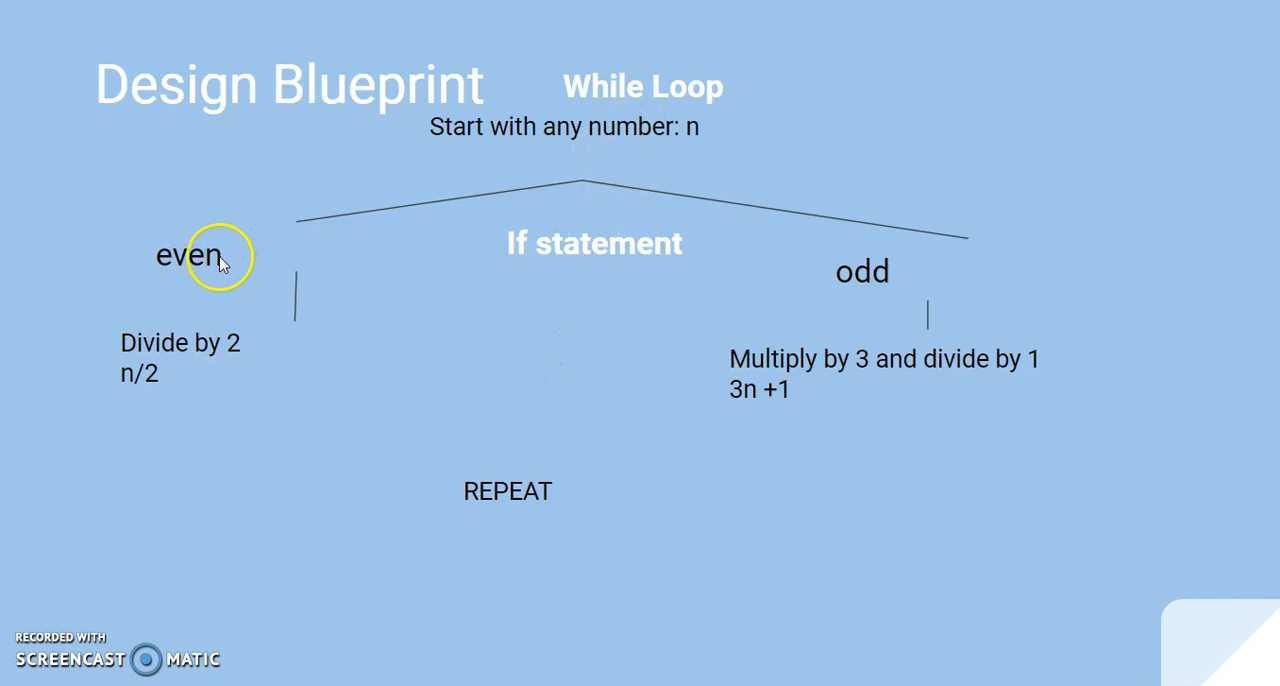 Design Blueprint
While Loop
Start with any number: n
even
If statement
odd
Divide by 2
n/2
Multiply by 3 and divide by 1
3n +1
REPEAT
RECORDED WITH
SCREENCAST MATIC